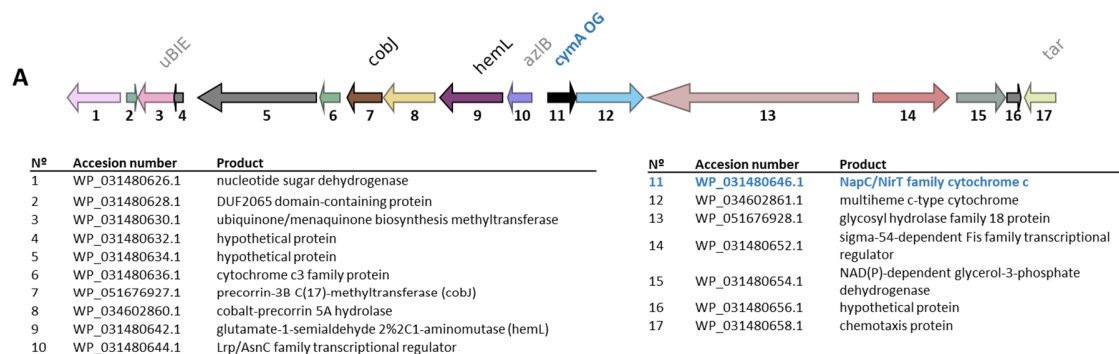 A
uBIE
cobJ
hemL
azlB
cymA OG
tar
1 2 3 4 5 6 7 8 9 10 11 12 13 14 15 16 17
Nº Accesion number Product
1 WP_031480626.1 nucleotide sugar dehydrogenase
2 WP_031480628.1 DUF2065 domain-containing protein
3 WP_031480630.1 ubiquinone/menaquinone biosynthesis methyltransferase
4 WP_031480632.1 hypothetical protein
5 WP_031480634.1 hypothetical protein
6 WP_031480636.1 cytochrome c3 family protein
7 WP_051676927.1 precorrin-3B C(17)-methyltransferase (cobJ)
8 WP_034602860.1 cobalt-precorrin 5A hydrolase
9 WP_031480642.1 glutamate-1-semialdehyde 2%2C1-aminomutase (hemL)
10 WP_031480644.1 Lrp/AsnC family transcriptional regulator
Nº Accession number Product
11 WP_031480646.1 NapC/NirT family cytochrome c
12 WP_034602861.1 multiheme c-type cytochrome
13 WP_051676928.1 glycosyl hydrolase family 18 protein
14 WP_031480652.1 sigma-54-dependent Fis family transcriptional
regulator
15 WP_031480654.1 NAD(P)-dependent glycerol-3-phosphate
dehydrogenase
16 WP_031480656.1 hypothetical protein
17 WP_031480658.1 chemotaxis protein